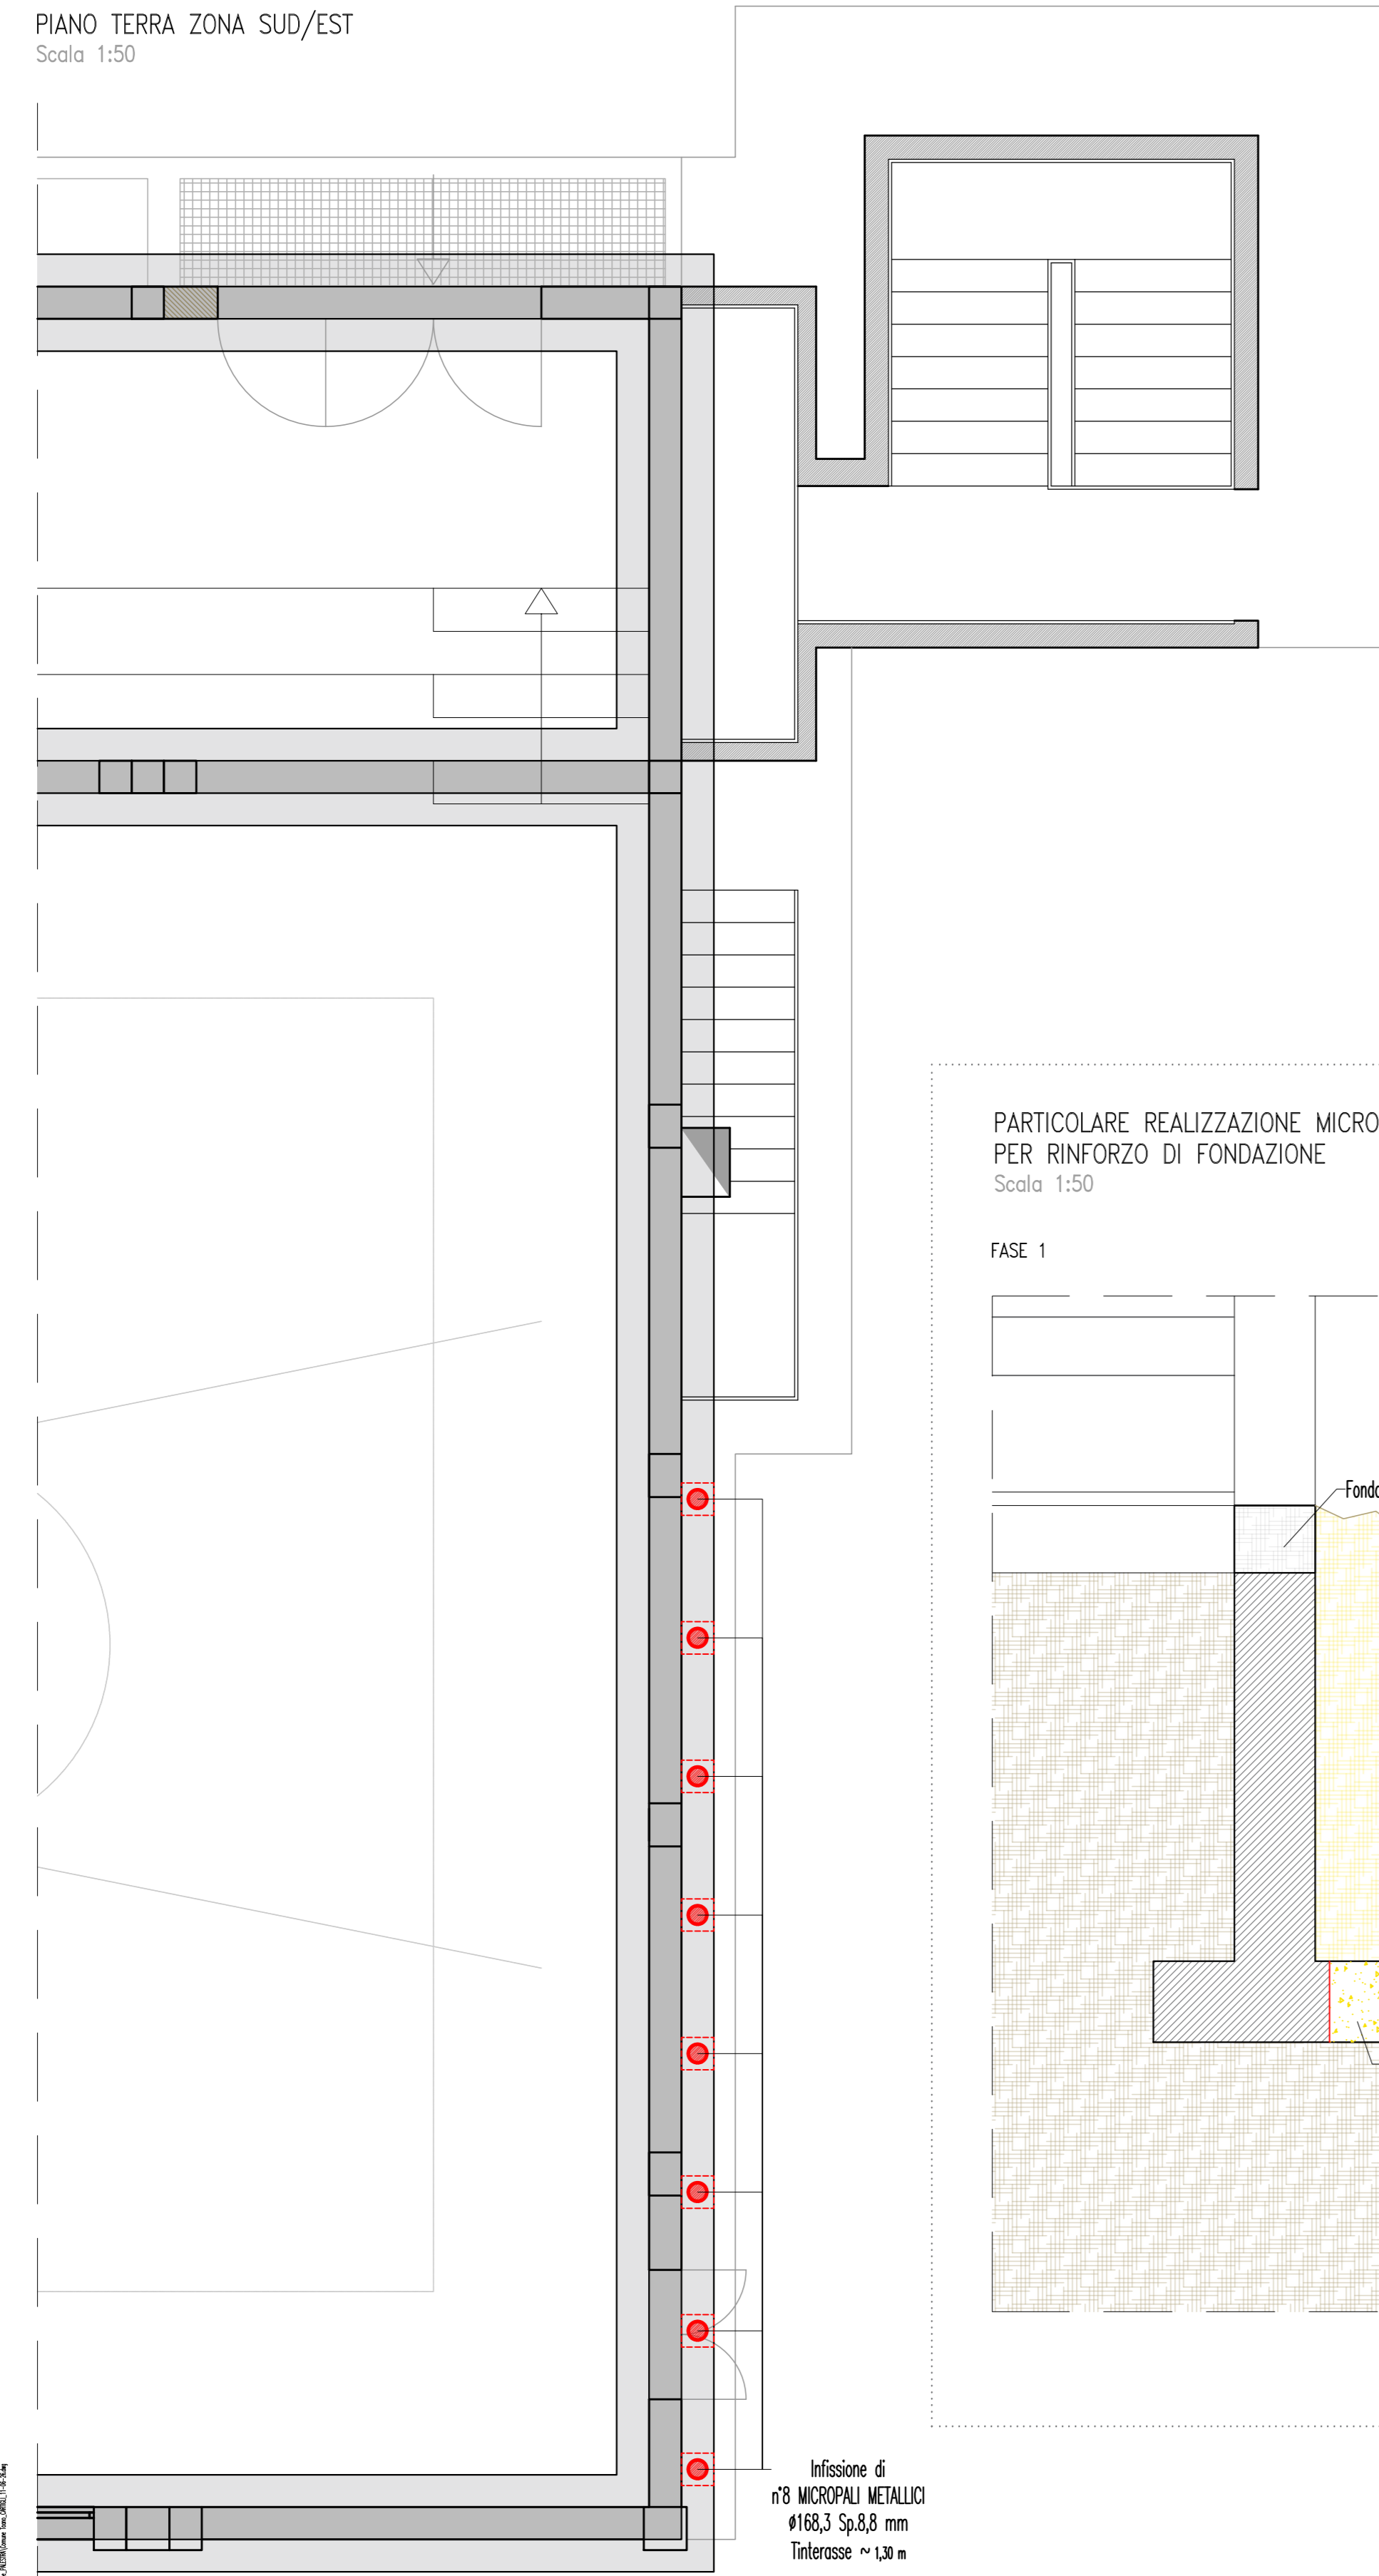 PIANO TERRA ZONA SUD/EST
Scala 1:50
PARTICOLARE REALIZZAZIONE MICRO
PER RINFORZO DI FONDAZIONE
Scala 1:50
FASE 1
Fonda
Infissione di
n°8 MICROPALI METALLICI
ø168,3 Sp.8,8 mm
Tinterasse ~ 1,30 m